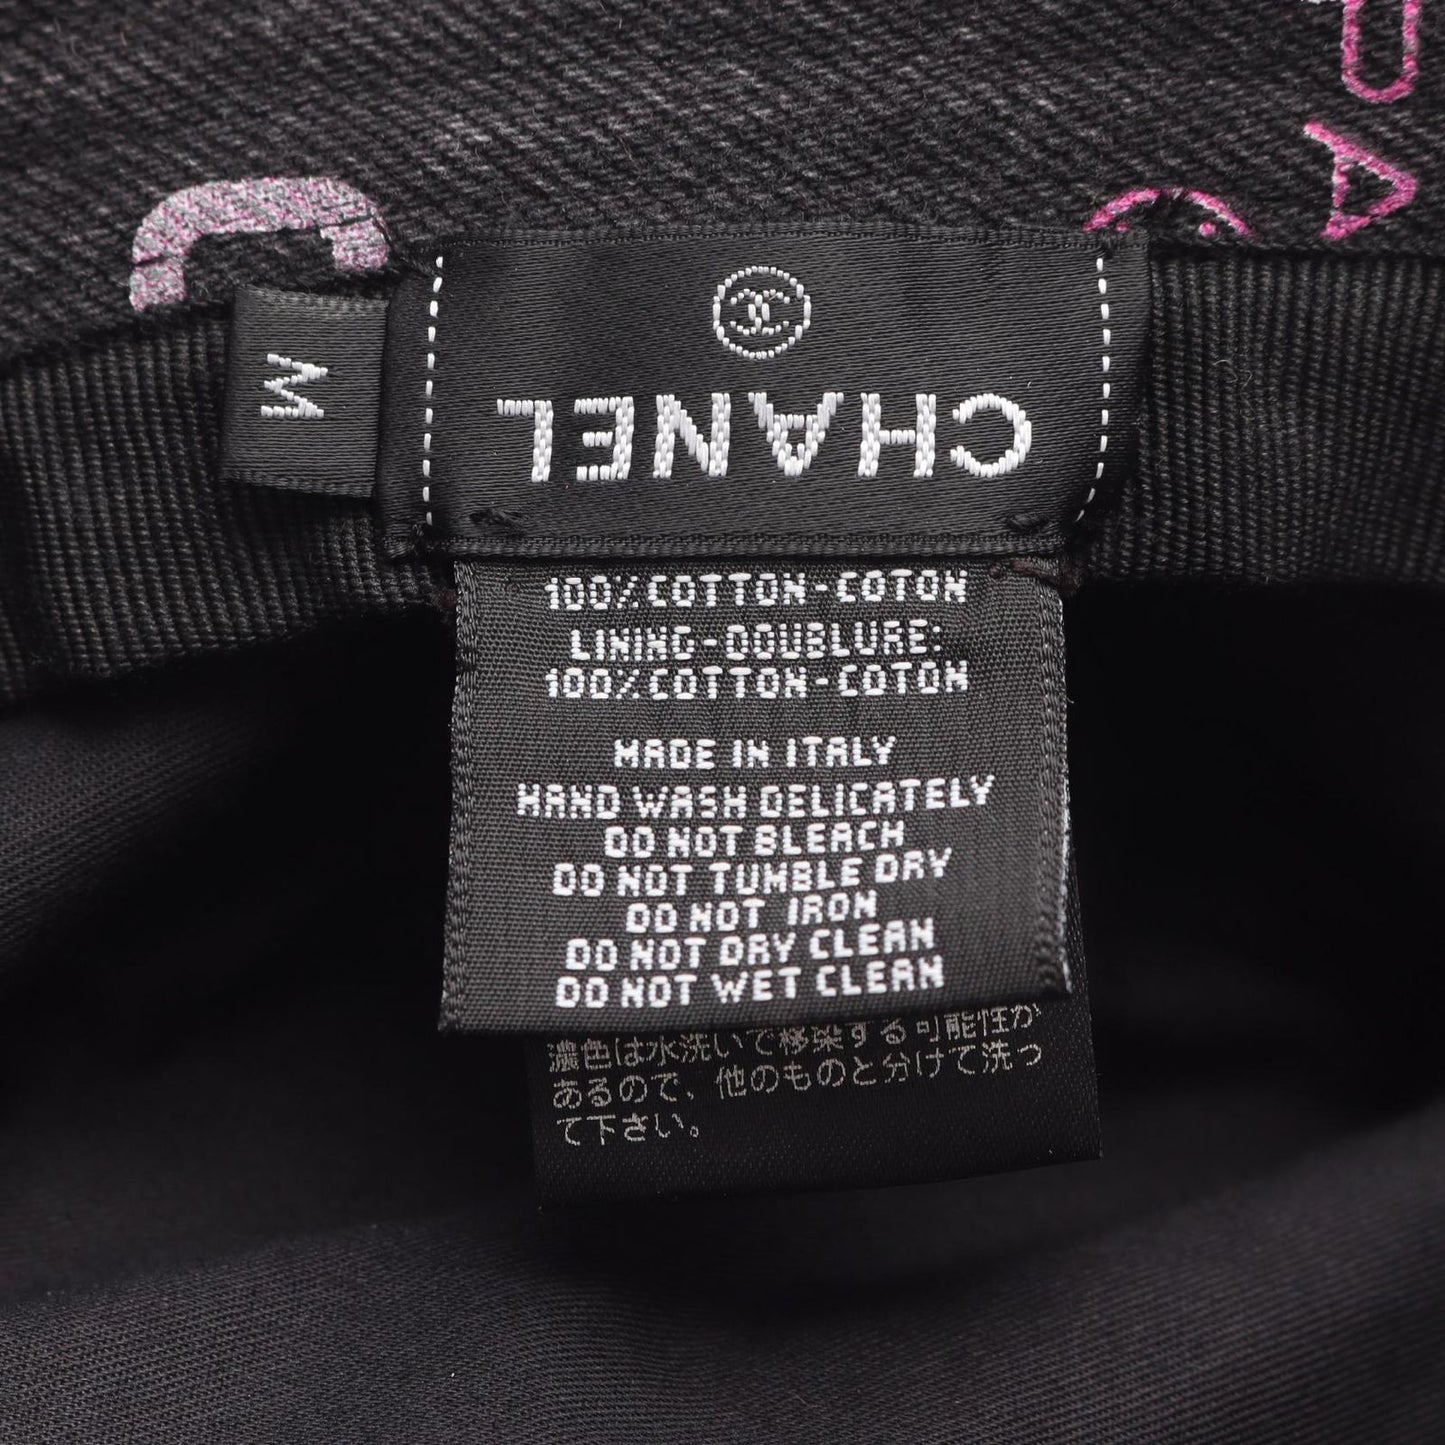 CHANEL
M
100% COTTON-COTON
LINING-DOUBLURE:
100% COTTON-COTON
MADE IN ITALY
HAND WASH DELICATELY
DO NOT BLEACH
DO NOT TUMBLE DRY
DO NOT IRON
DO NOT DRY CLEAN
DO NOT WET CLEAN
濃色は水洗いで移染する可能性が
あるので、他のものと分けて洗っ
て下さい。